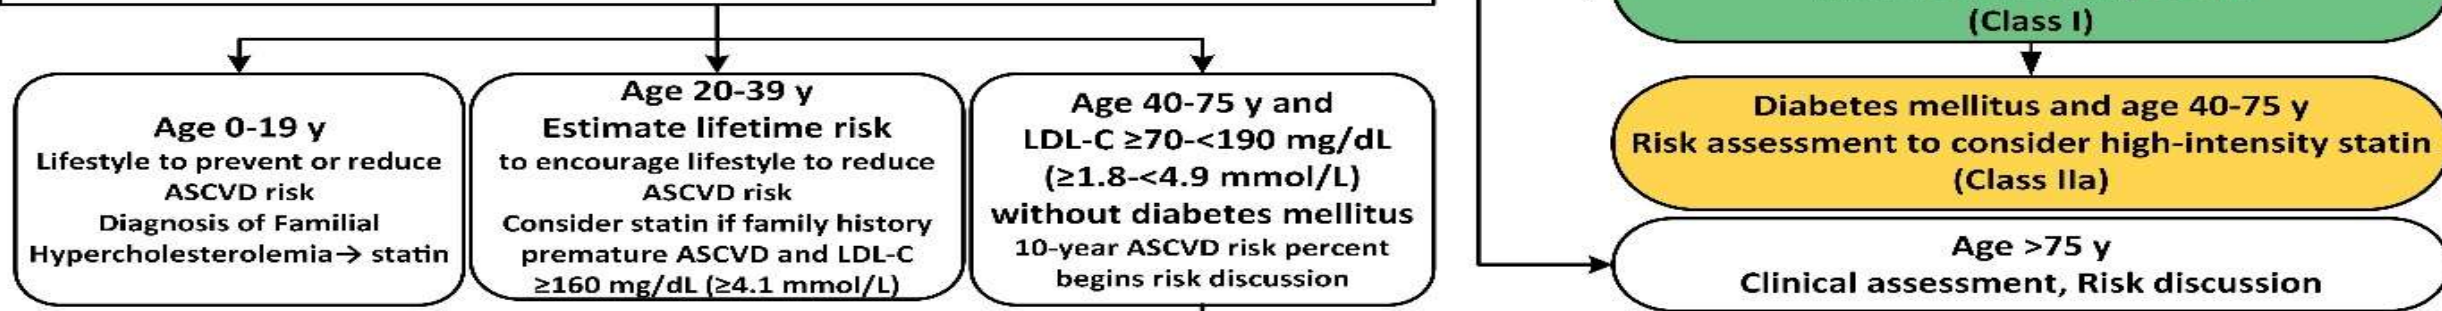 (Class I)
Age 0-19 y
Lifestyle to prevent or reduce
ASCVD risk
Diagnosis of Familial
Hypercholesterolemia→ statin
Age 20-39 y
Estimate lifetime risk
to encourage lifestyle to reduce
ASCVD risk
Consider statin if family history
premature ASCVD and LDL-C
≥160 mg/dL (≥4.1 mmol/L)
Age 40-75 y and
LDL-C ≥70-<190 mg/dL
(≥1.8-<4.9 mmol/L)
without diabetes mellitus
10-year ASCVD risk percent
begins risk discussion
Diabetes mellitus and age 40-75 y
Risk assessment to consider high-intensity statin
(Class IIa)
Age >75 y
Clinical assessment, Risk discussion